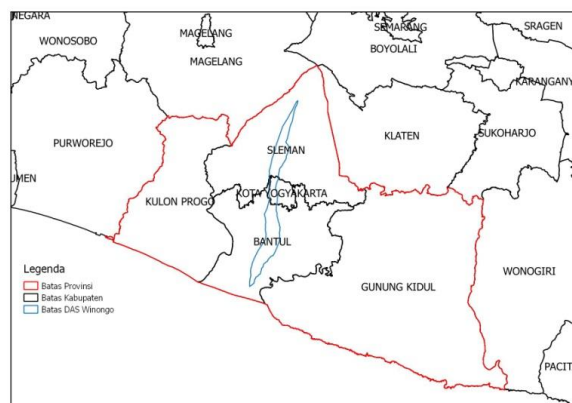 NEGARA
WONOSOBO
MAGELANG
MAGELANG
SEMARANG
BOYOLALI
SRAGEN
KARANGANY
PURWOREJO
SLEMAN
KLATEN
SUKOHARJO
UMEN
KULON PROGO
KOTA YOGYAKARTA
BANTUL
GUNUNG KIDUL
WONOGIRI
PACIT
Legenda
Batas Provinsi
Batas Kabupaten
Batas DAS Winongo